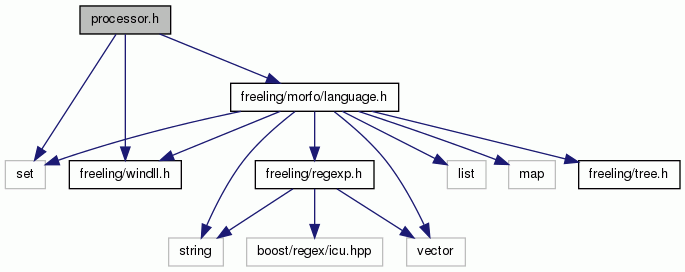 processor.h
freeling/morfo/language.h
set
freeling/windll.h
freeling/regexp.h
list
map
freeling/tree.h
string
boost/regex/icu.hpp
vector